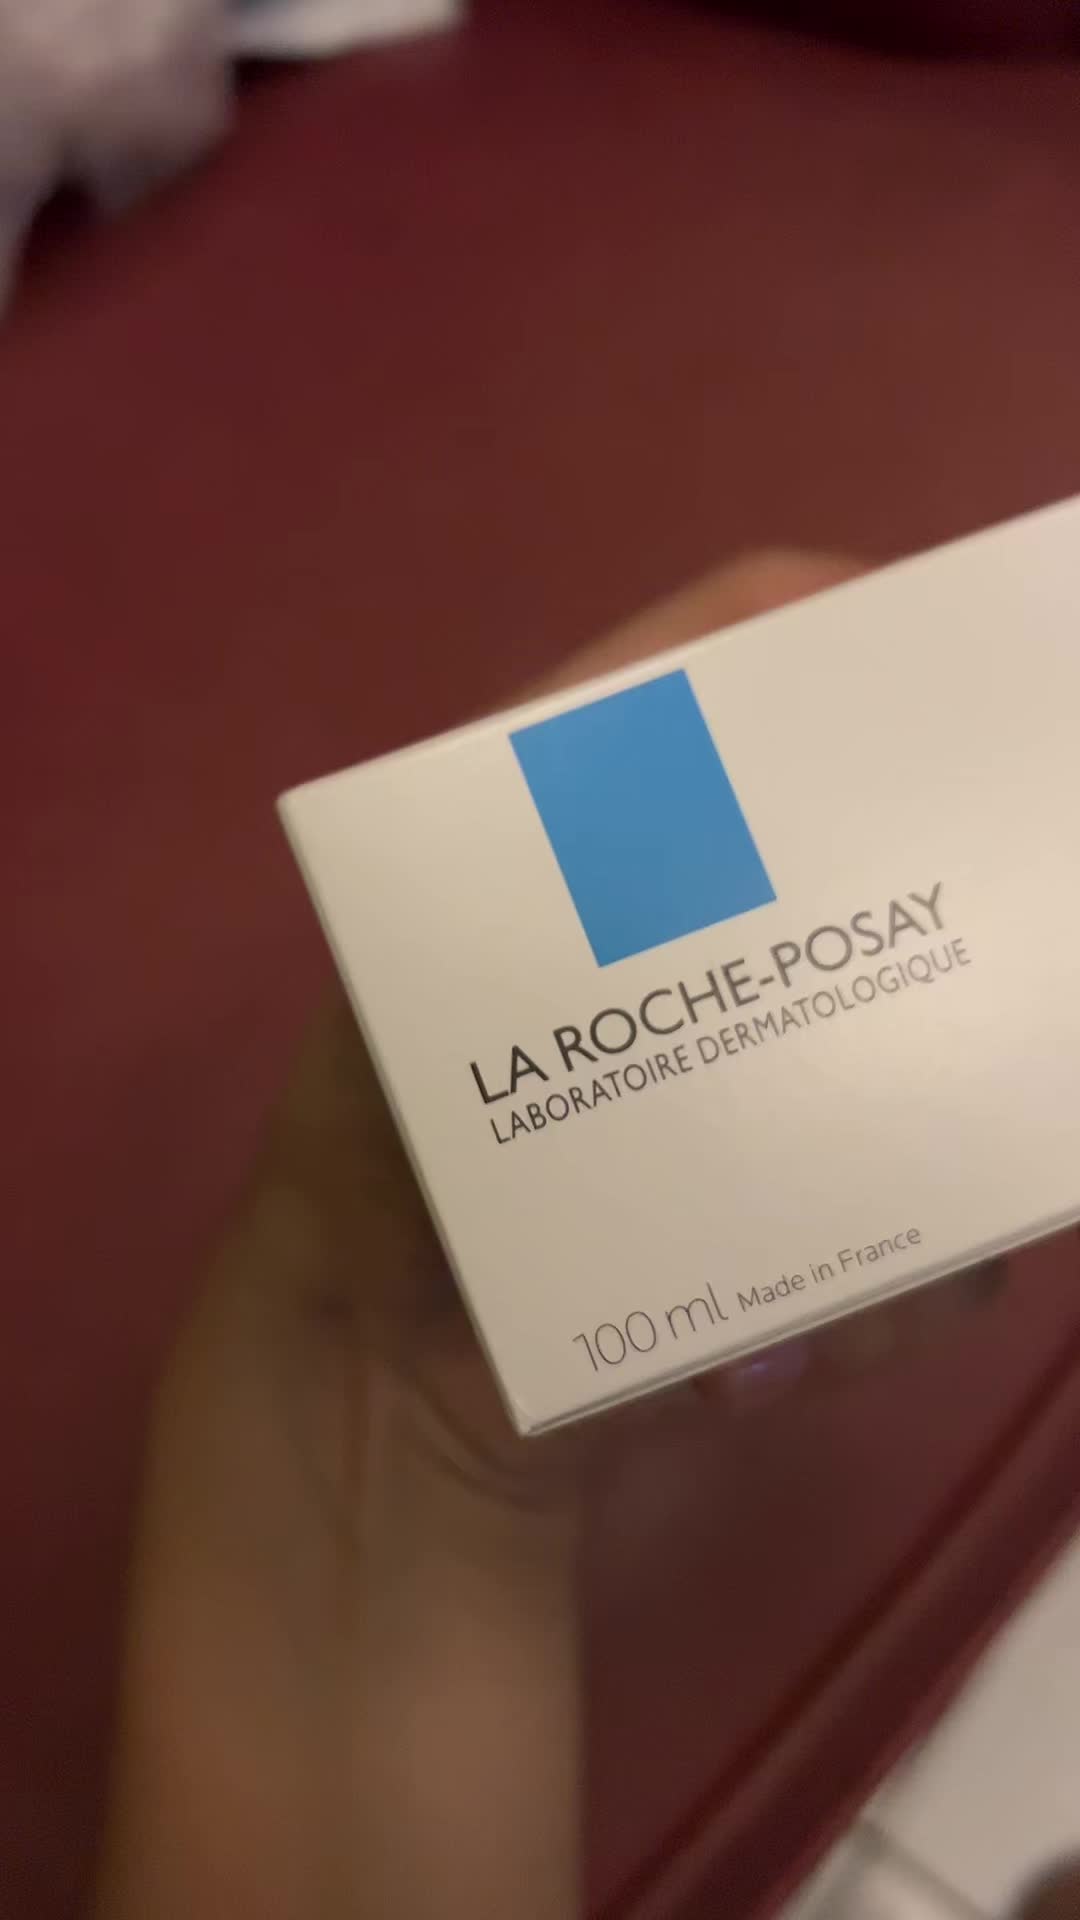 LA ROCHE-POSAY
LABORATOIRE DERMATOLOGIQUE
100 ml Made in France